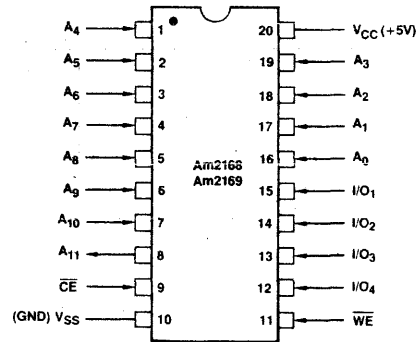 A4 1 20 VCC (+5V)
A5 2 19 A3
A6 3 18 A2
A7 4 17 A1
A8 5 16 A0
Am2168
Am2169
A9 6 15 I/O1
A10 7 14 I/O2
A11 8 13 I/O3
CE 9 12 I/O4
(GND) VSS 10 11 WE